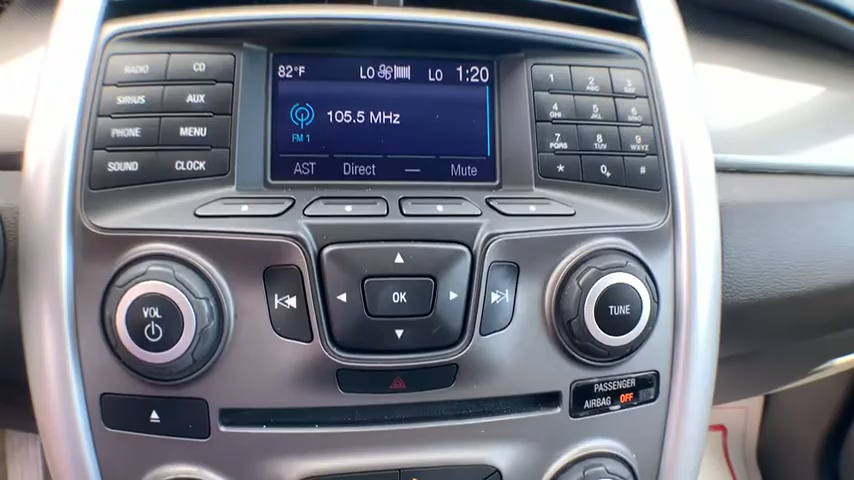 RADIO CD
SIRIUS AUX
PHONE MENU
SOUND CLOCK
82°F LO LO 1:20
105.5 MHz
FM 1
AST Direct — Mute
1 2 ABC 3 DEF
4 GHI 5 JKL 6 MNO
7 PQRS 8 TUV 9 WXYZ
* 0 + #
VOL
OK
TUNE
PASSENGER
AIRBAG OFF